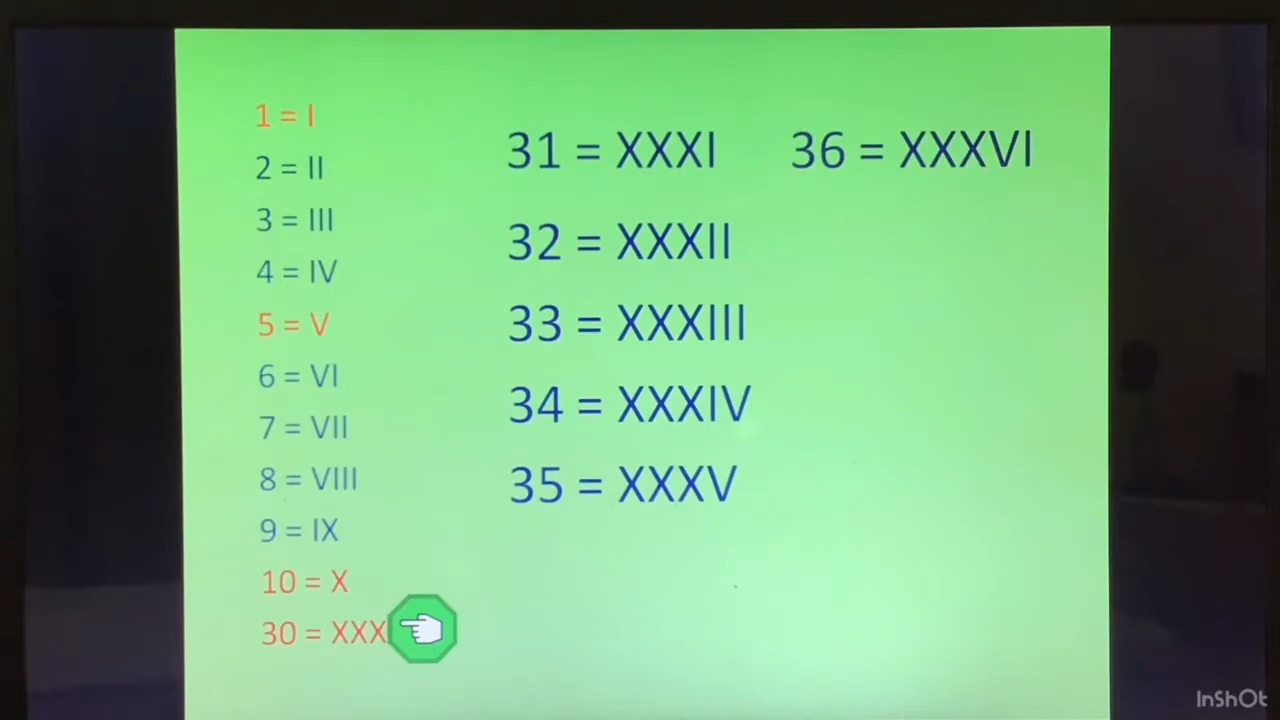 1 = I
2 = II
3 = III
4 = IV
5 = V
6 = VI
7 = VII
8 = VIII
9 = IX
10 = X
30 = XXX
31 = XXXI
32 = XXXII
33 = XXXIII
34 = XXXIV
35 = XXXV
36 = XXXVI
InShOt